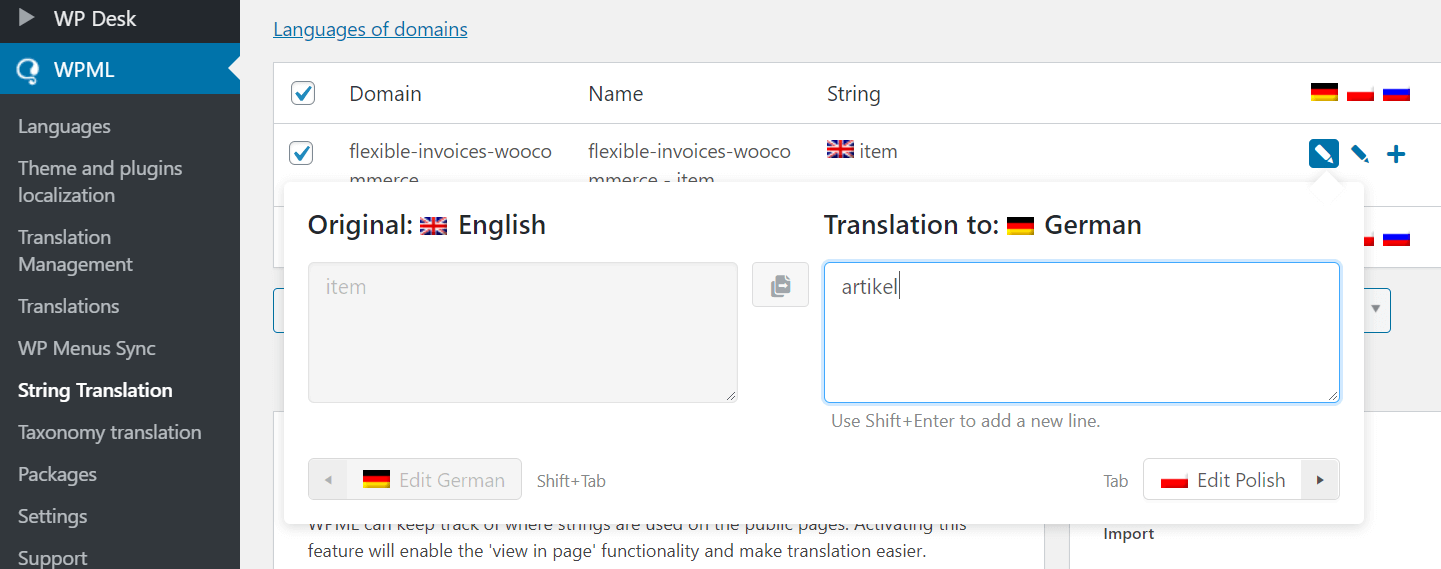 WP Desk
WPML
Languages
Theme and plugins
localization
Translation
Management
Translations
WP Menus Sync
String Translation
Taxonomy translation
Packages
Settings
Support
Languages of domains
Domain Name String
flexible-invoices-wooco flexible-invoices-wooco item
mmerce mmerce - item
Original: English Translation to: German
item artikel
Use Shift+Enter to add a new line.
Edit German Shift+Tab Tab Edit Polish
WPML can keep track of where strings are used on the public pages. Activating this
feature will enable the 'view in page' functionality and make translation easier.
Import